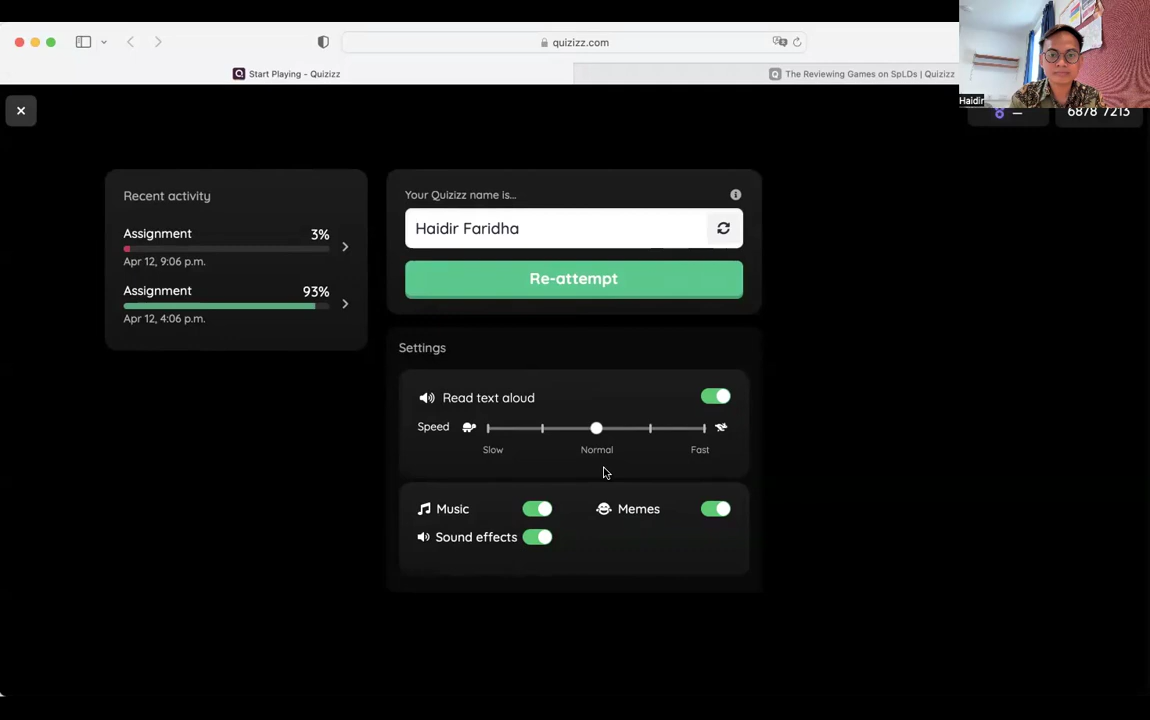 quizizz.com
Start Playing - Quizizz
The Reviewing Games on SpLDs | Quizizz
Haidir
6878 7213
Recent activity
Assignment 3%
Apr 12, 9:06 p.m.
Assignment 93%
Apr 12, 4:06 p.m.
Your Quizizz name is...
Haidir Faridha
Re-attempt
Settings
Read text aloud
Speed
Slow Normal Fast
Music Memes
Sound effects